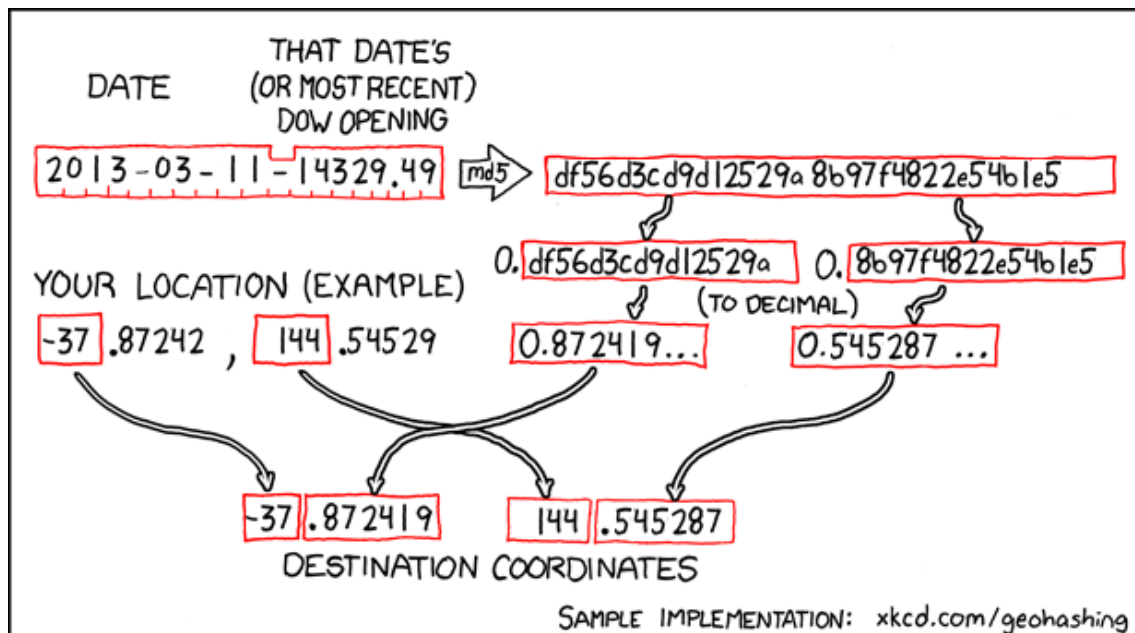 DATE
THAT DATE'S
(OR MOST RECENT)
DOW OPENING
2013-03-11-14329.49
md5
df56d3cd9d12529a8b97f4822e54b1e5
0.df56d3cd9d12529a
0.8b97f4822e54b1e5
YOUR LOCATION (EXAMPLE)
(TO DECIMAL)
-37.87242, 144.54529
0.872419...
0.545287...
-37.872419
144.545287
DESTINATION COORDINATES
SAMPLE IMPLEMENTATION: xkcd.com/geohashing